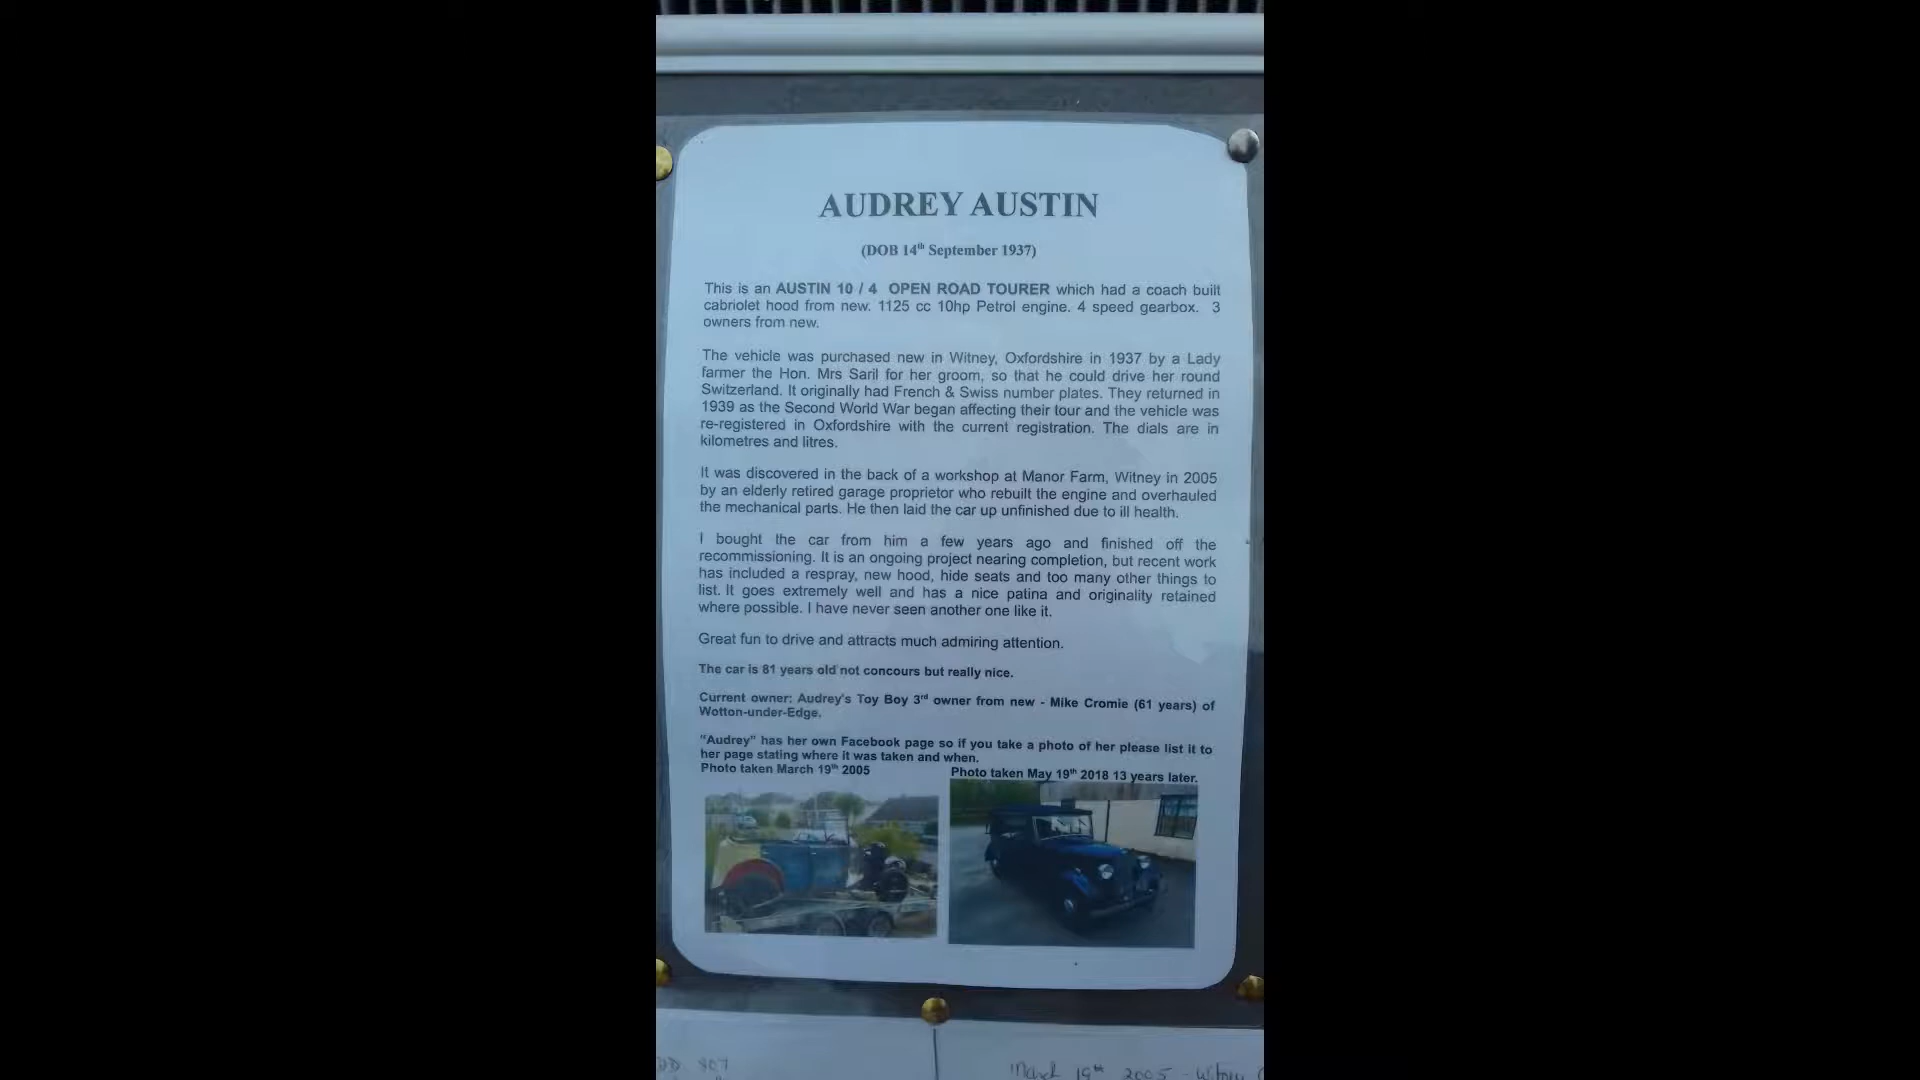 AUDREY AUSTIN
(DOB 14th September 1937)
This is an AUSTIN 10 / 4 OPEN ROAD TOURER which had a coach built
cabriolet hood from new. 1125 cc 10hp Petrol engine. 4 speed gearbox. 3
owners from new.
The vehicle was purchased new in Witney, Oxfordshire in 1937 by a Lady
farmer the Hon. Mrs Saril for her groom, so that he could drive her round
Switzerland. It originally had French & Swiss number plates. They returned in
1939 as the Second World War began affecting their tour and the vehicle was
re-registered in Oxfordshire with the current registration. The dials are in
kilometres and litres.
It was discovered in the back of a workshop at Manor Farm, Witney in 2005
by an elderly retired garage proprietor who rebuilt the engine and overhauled
the mechanical parts. He then laid the car up unfinished due to ill health.
I bought the car from him a few years ago and finished off the
recommissioning. It is an ongoing project nearing completion, but recent work
has included a respray, new hood, hide seats and too many other things to
list. It goes extremely well and has a nice patina and originality retained
where possible. I have never seen another one like it.
Great fun to drive and attracts much admiring attention.
The car is 81 years old not concours but really nice.
Current owner: Audrey's Toy Boy 3rd owner from new - Mike Cromie (61 years) of
Wotton-under-Edge.
"Audrey" has her own Facebook page so if you take a photo of her please list it to
her page stating where it was taken and when.
Photo taken March 19th 2005 Photo taken May 19th 2018 13 years later.
807 March 19th 2005 - Witney